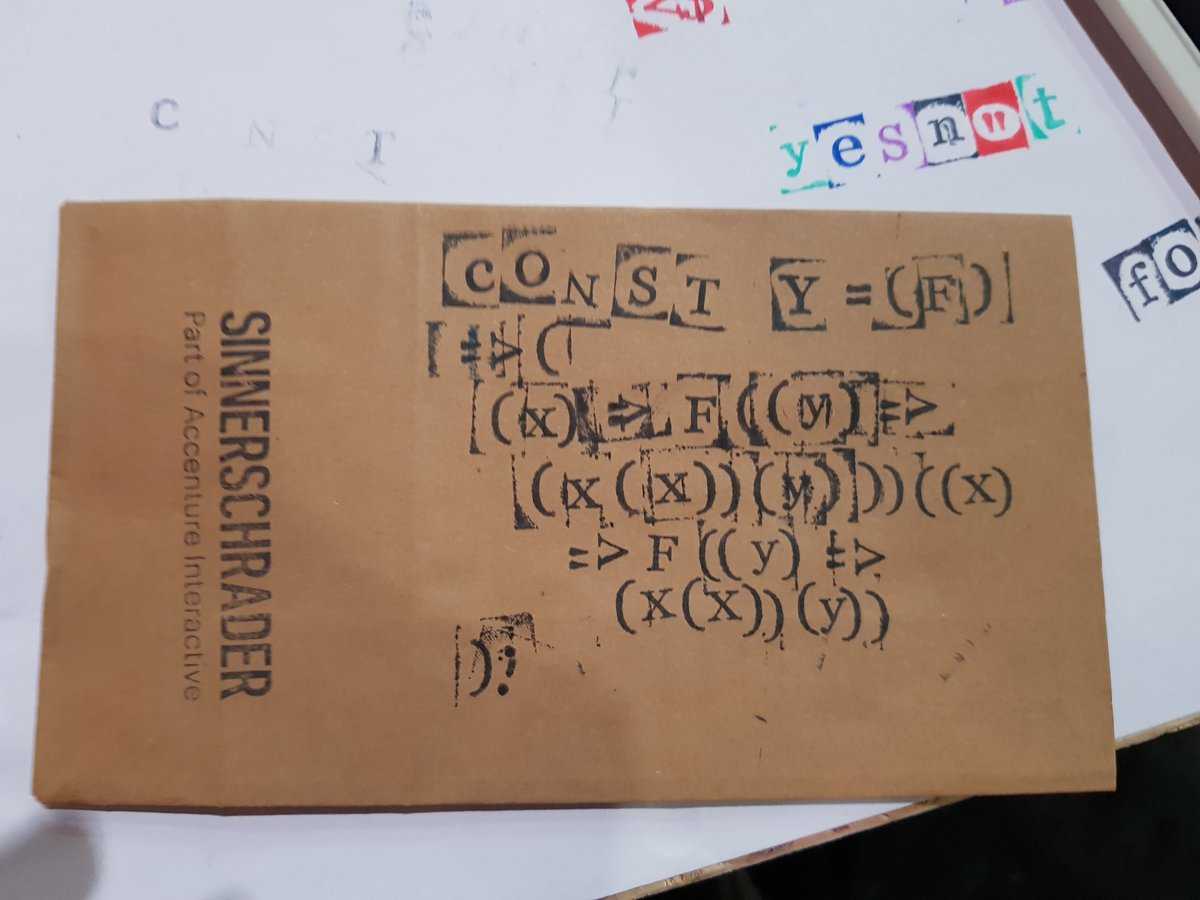 C N T
yesnot
fo
CONST Y =(F)
=> (
(x) => F((y) =>
((x(x))(y))))((x)
=> F((y) =>
(x(x))(y))
);
SINNERSCHRADER
Part of Accenture Interactive